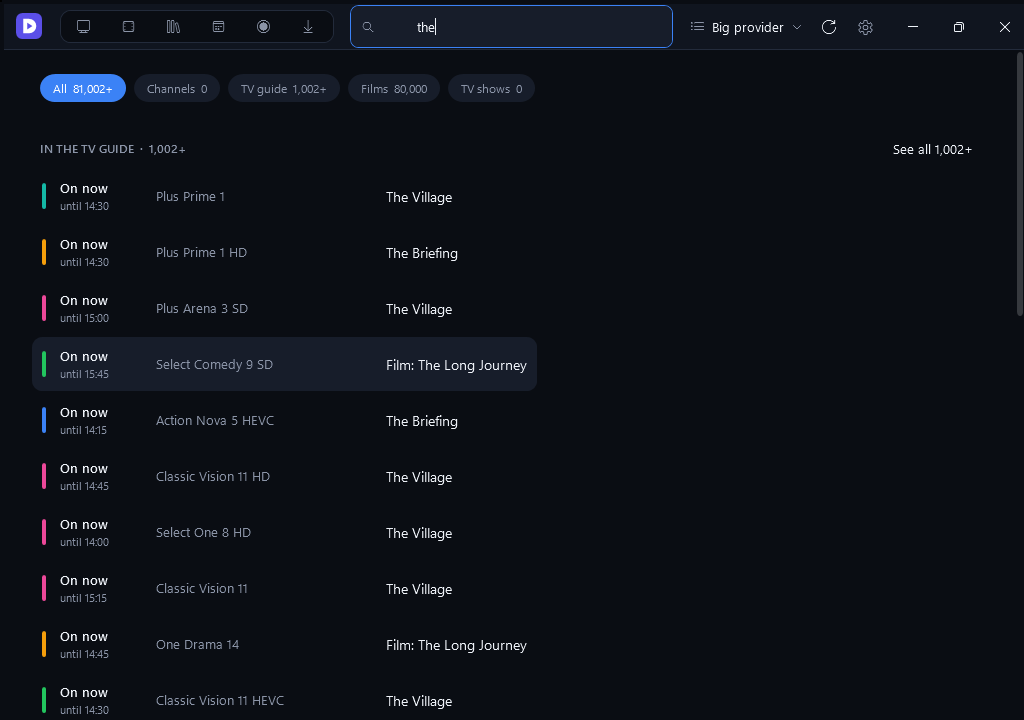 the
Big provider
All 81,002+
Channels 0
TV guide 1,002+
Films 80,000
TV shows 0
IN THE TV GUIDE · 1,002+
See all 1,002+
On now
until 14:30
Plus Prime 1
The Village
On now
until 14:30
Plus Prime 1 HD
The Briefing
On now
until 15:00
Plus Arena 3 SD
The Village
On now
until 15:45
Select Comedy 9 SD
Film: The Long Journey
On now
until 14:15
Action Nova 5 HEVC
The Briefing
On now
until 14:45
Classic Vision 11 HD
The Village
On now
until 14:00
Select One 8 HD
The Village
On now
until 15:15
Classic Vision 11
The Village
On now
until 14:45
One Drama 14
Film: The Long Journey
On now
until 14:30
Classic Vision 11 HEVC
The Village